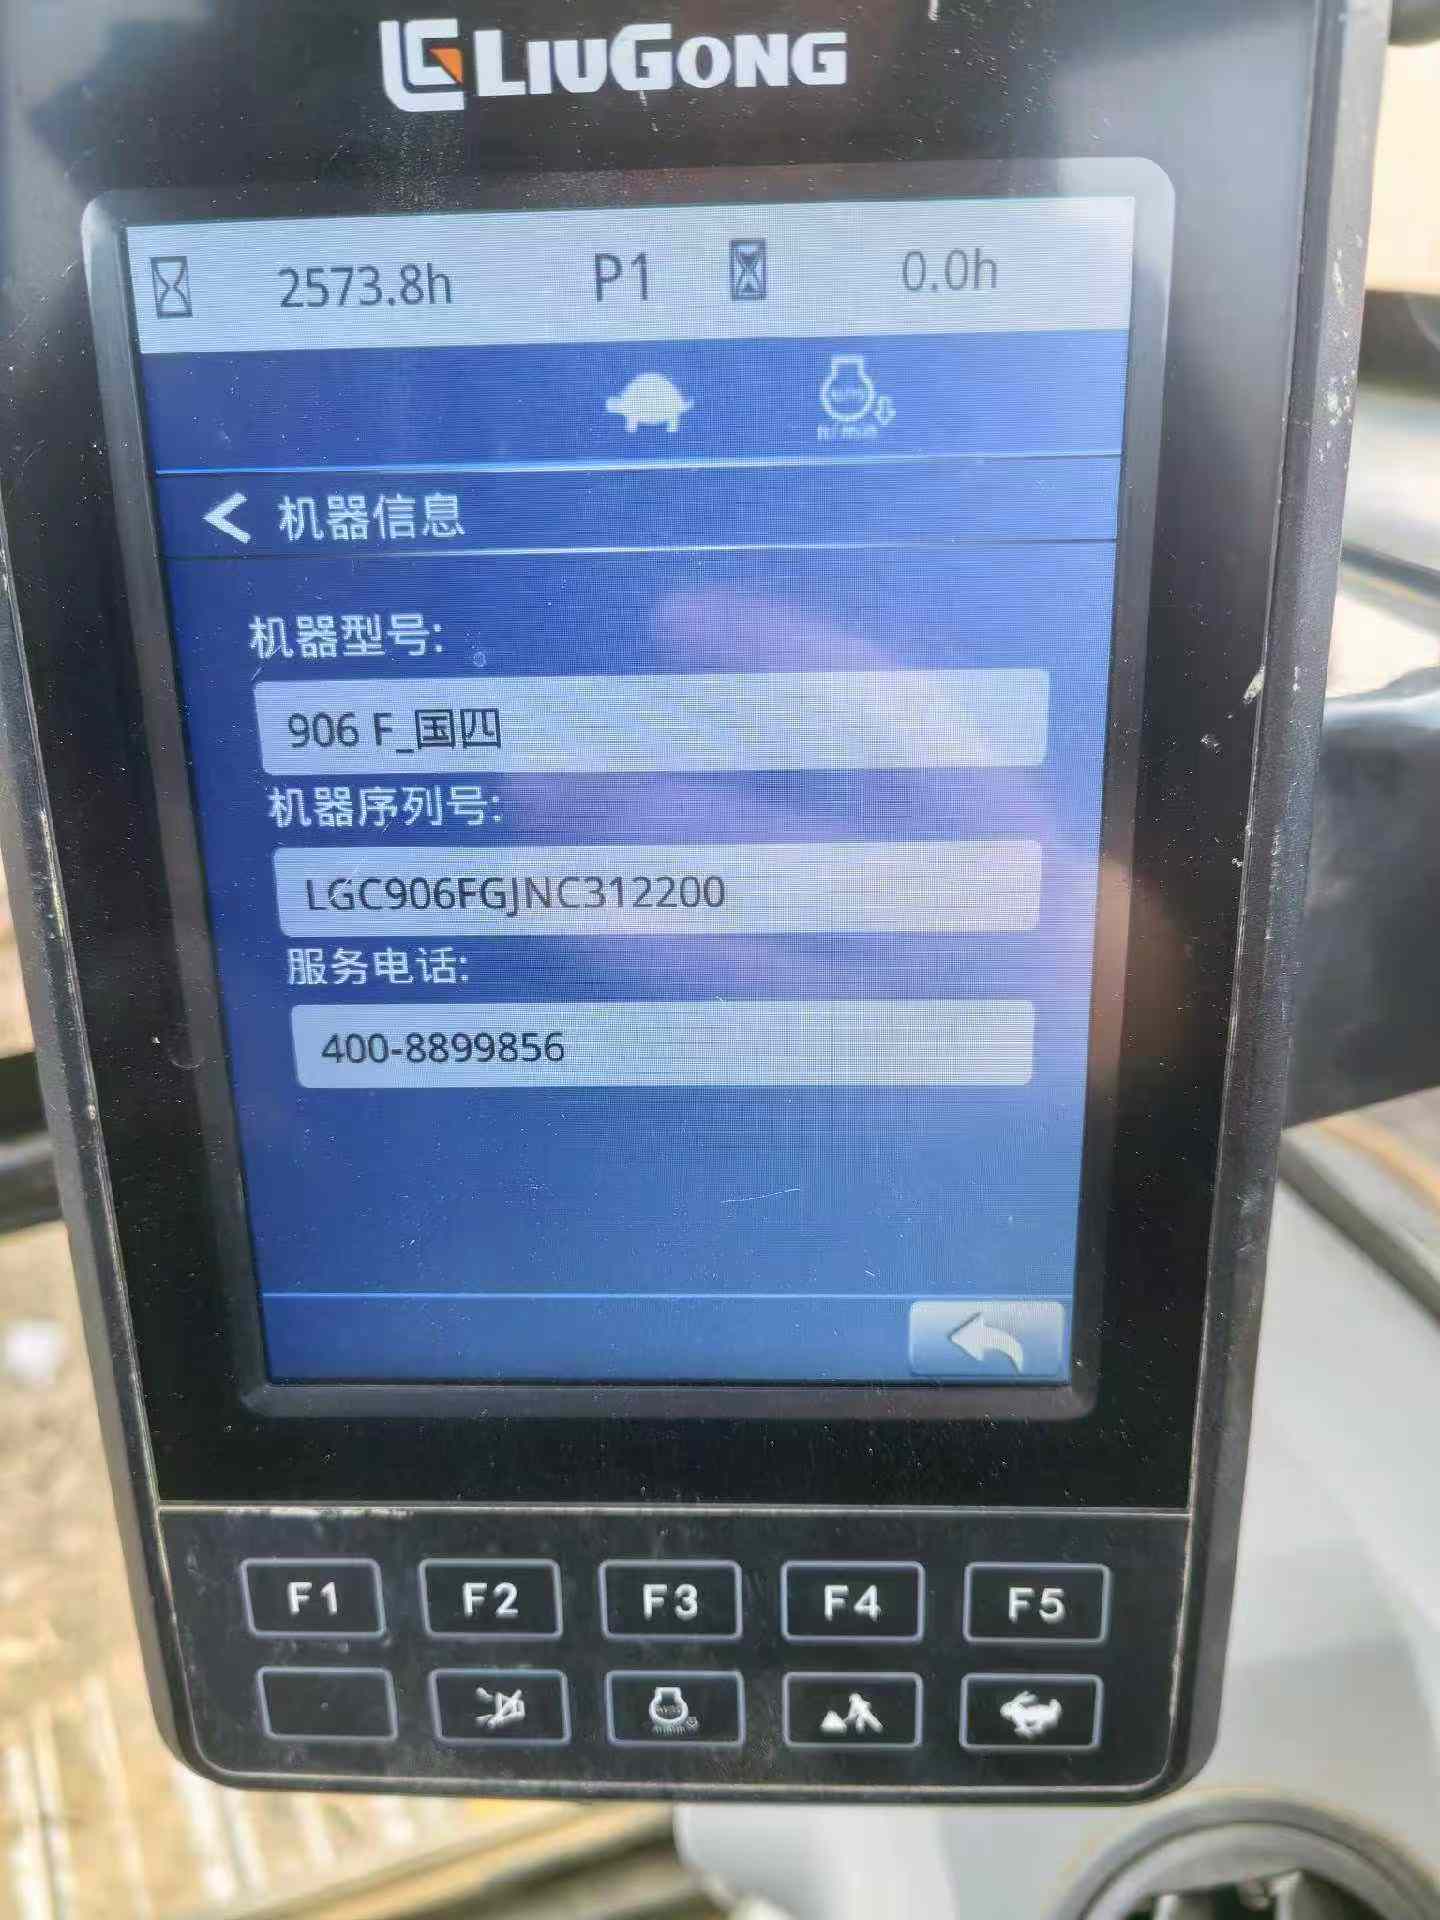 LIUGONG
2573.8h P1 0.0h
机器信息
机器型号:
906 F_国四
机器序列号:
LGC906FGJNC312200
服务电话:
400-8899856
F1 F2 F3 F4 F5